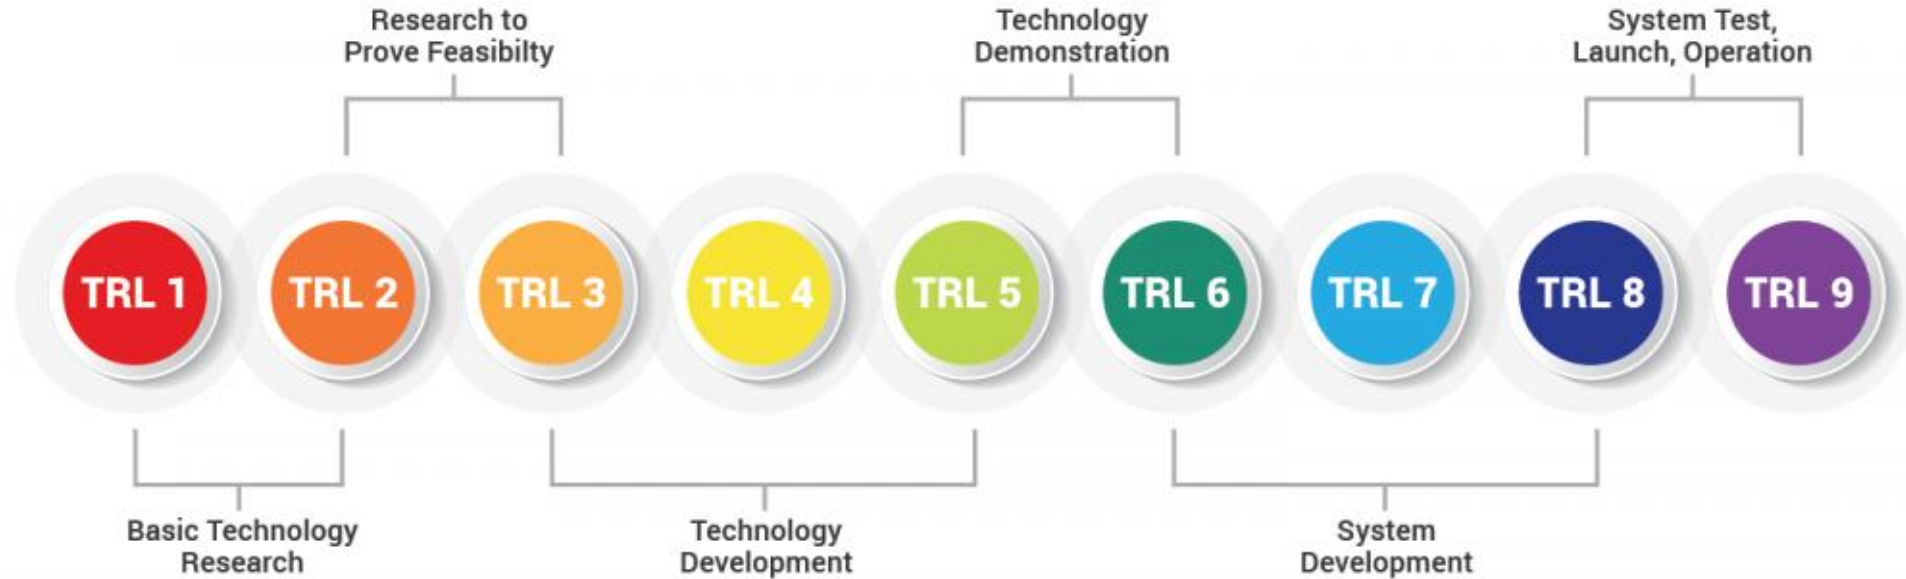 Research to
Prove Feasibilty
Technology
Demonstration
System Test,
Launch, Operation
TRL 1
TRL 2
TRL 3
TRL 4
TRL 5
TRL 6
TRL 7
TRL 8
TRL 9
Basic Technology
Research
Technology
Development
System
Development